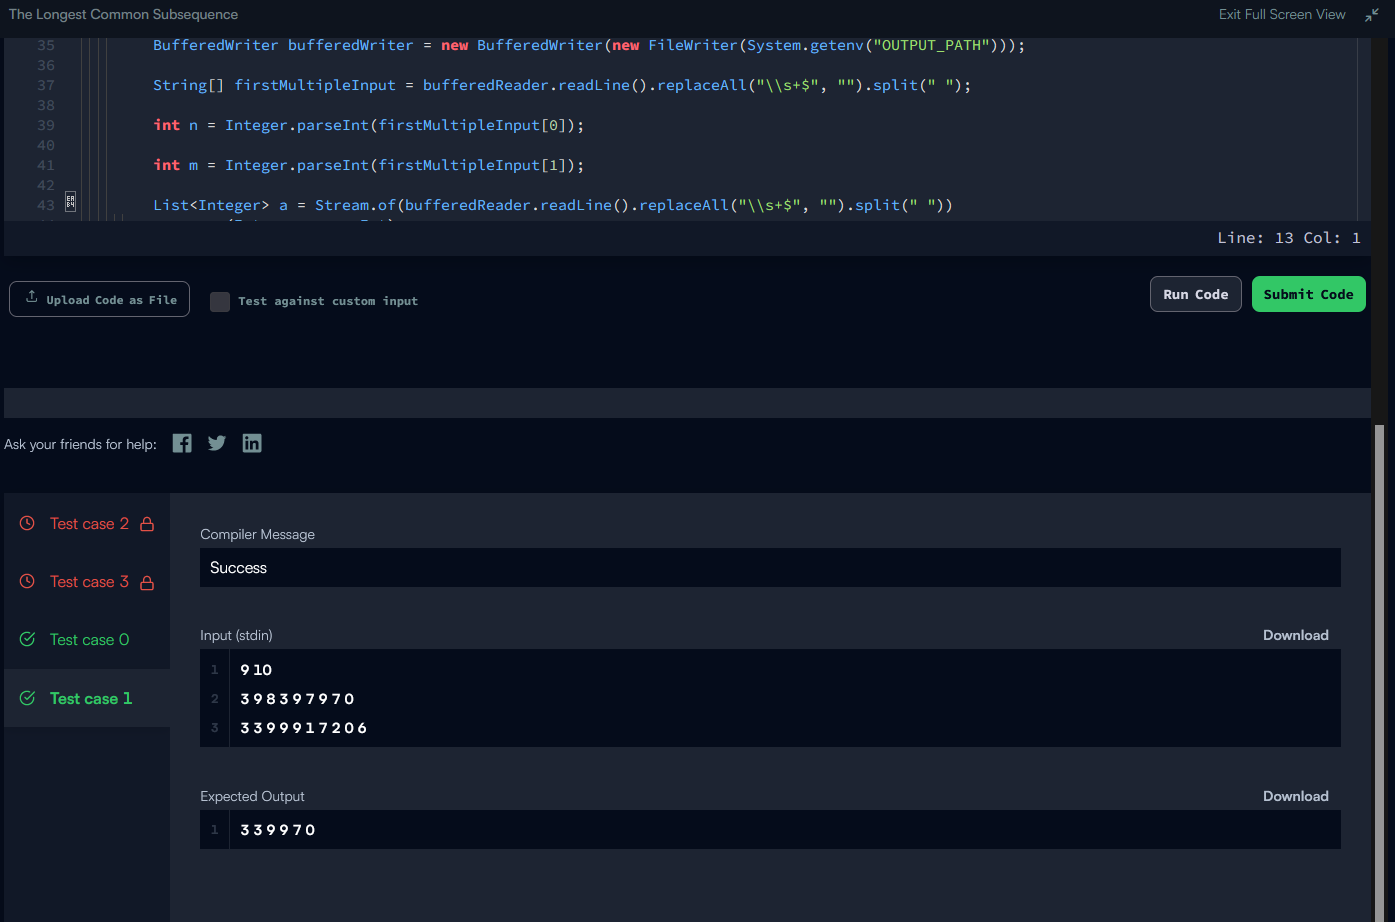 The Longest Common Subsequence
Exit Full Screen View
35 BufferedWriter bufferedWriter = new BufferedWriter(new FileWriter(System.getenv("OUTPUT_PATH")));
36
37 String[] firstMultipleInput = bufferedReader.readLine().replaceAll("\\s+$", "").split(" ");
38
39 int n = Integer.parseInt(firstMultipleInput[0]);
40
41 int m = Integer.parseInt(firstMultipleInput[1]);
42
43 List<Integer> a = Stream.of(bufferedReader.readLine().replaceAll("\\s+$", "").split(" "))
Line: 13 Col: 1
Upload Code as File
Test against custom input
Run Code
Submit Code
Ask your friends for help:
Test case 2
Test case 3
Test case 0
Test case 1
Compiler Message
Success
Input (stdin)
Download
1 9 10
2 3 9 8 3 9 7 9 7 0
3 3 3 9 9 9 1 7 2 0 6
Expected Output
Download
1 3 3 9 9 7 0